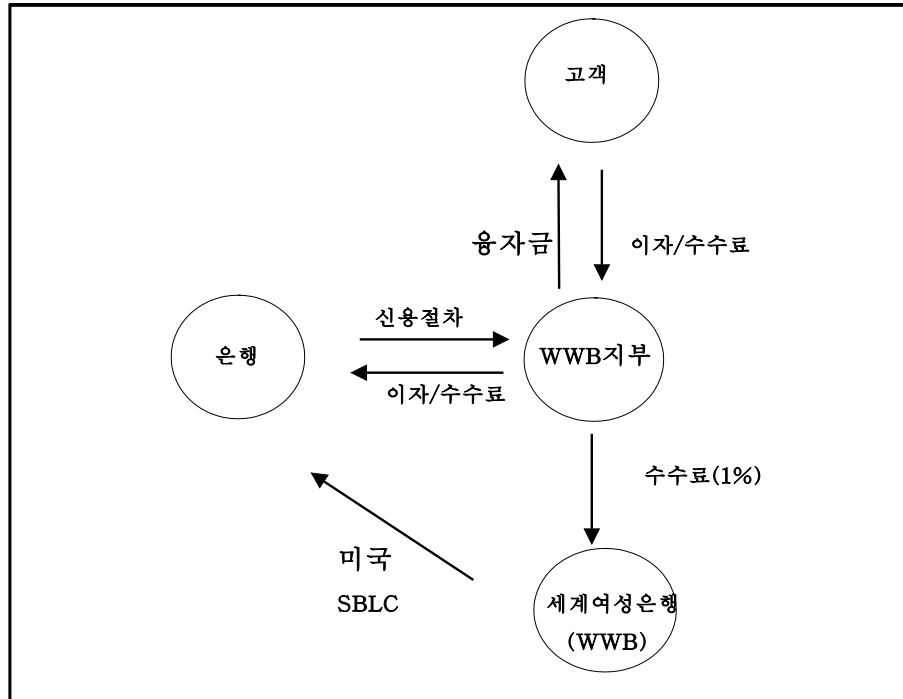 고객
융자금
이자/수수료
신용절차
은행
WWB지부
이자/수수료
수수료(1%)
미국
SBLC
세계여성은행
(WWB)